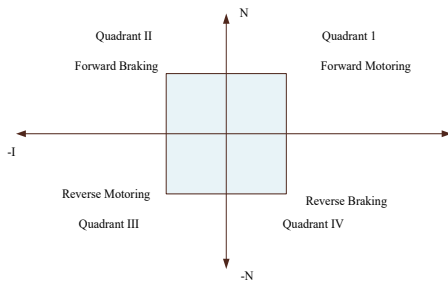 N
Quadrant II
Quadrant 1
Forward Braking
Forward Motoring
-I
Reverse Motoring
Reverse Braking
Quadrant III
Quadrant IV
-N